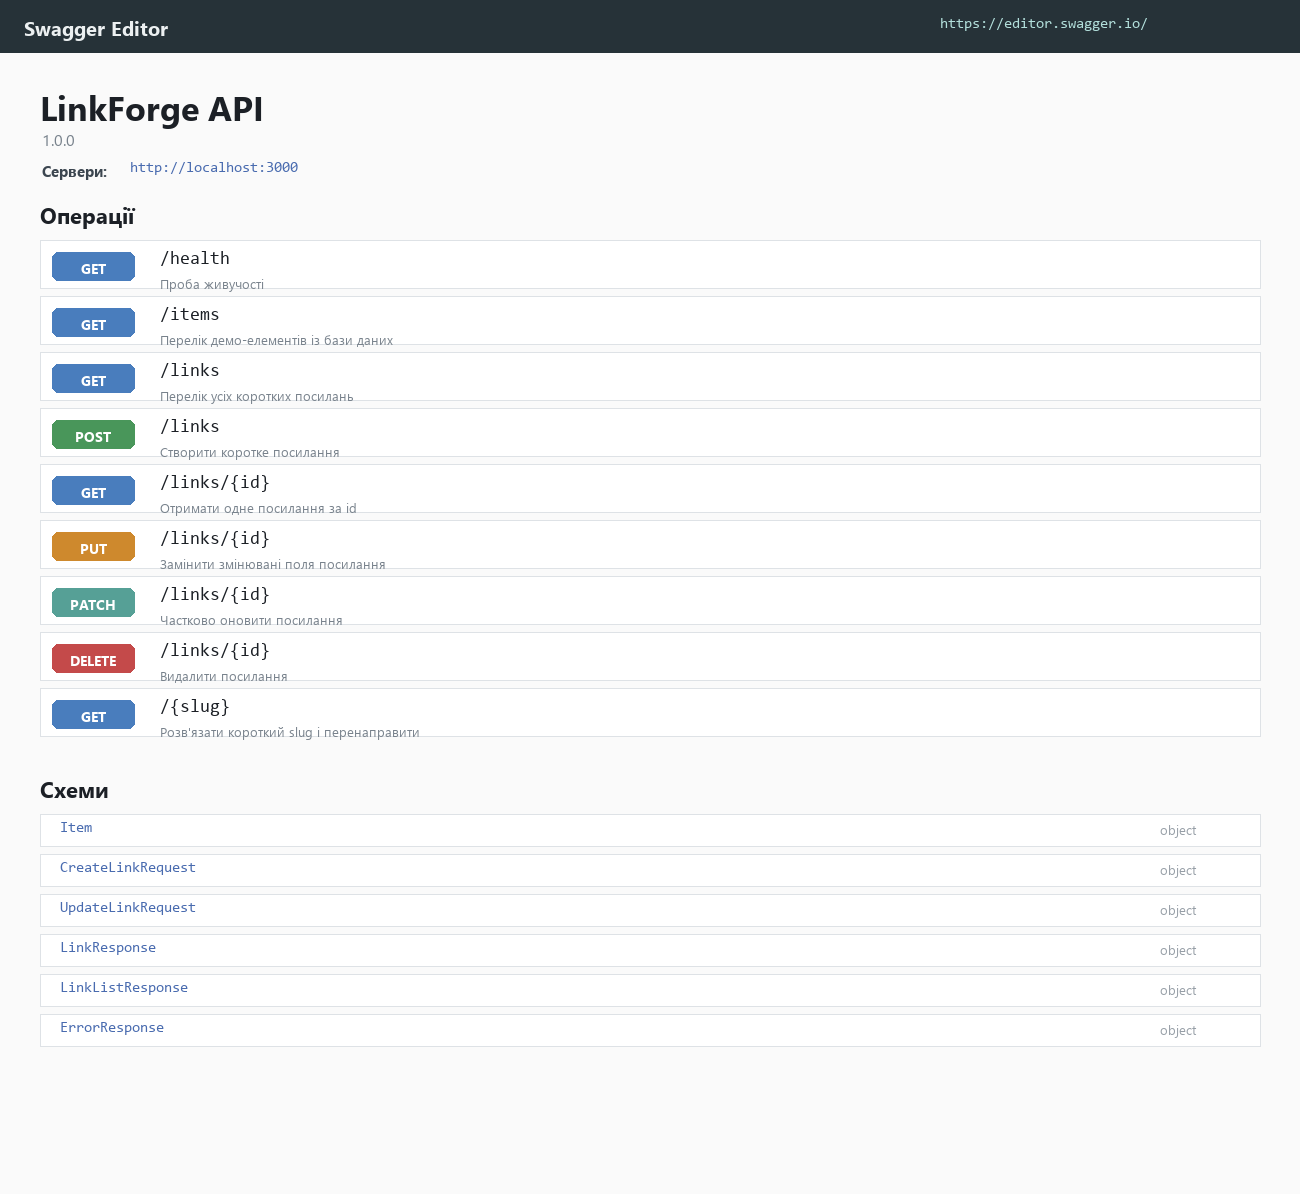 Swagger Editor https://editor.swagger.io/
LinkForge API
1.0.0
Сервери: http://localhost:3000
Операції
GET /health
Проба живучості
GET /items
Перелік демо-елементів із бази даних
GET /links
Перелік усіх коротких посилань
POST /links
Створити коротке посилання
GET /links/{id}
Отримати одне посилання за id
PUT /links/{id}
Замінити змінювані поля посилання
PATCH /links/{id}
Частково оновити посилання
DELETE /links/{id}
Видалити посилання
GET /{slug}
Розв'язати короткий slug і перенаправити
Схеми
Item object
CreateLinkRequest object
UpdateLinkRequest object
LinkResponse object
LinkListResponse object
ErrorResponse object